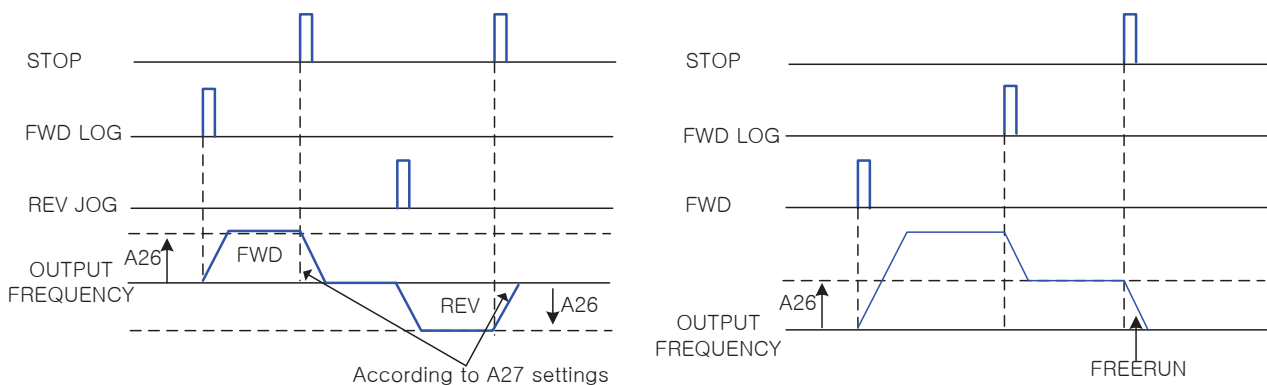 STOP
FWD LOG
REV JOG
A26
FWD
OUTPUT
FREQUENCY
REV
A26
According to A27 settings
STOP
FWD LOG
FWD
A26
OUTPUT
FREQUENCY
FREERUN